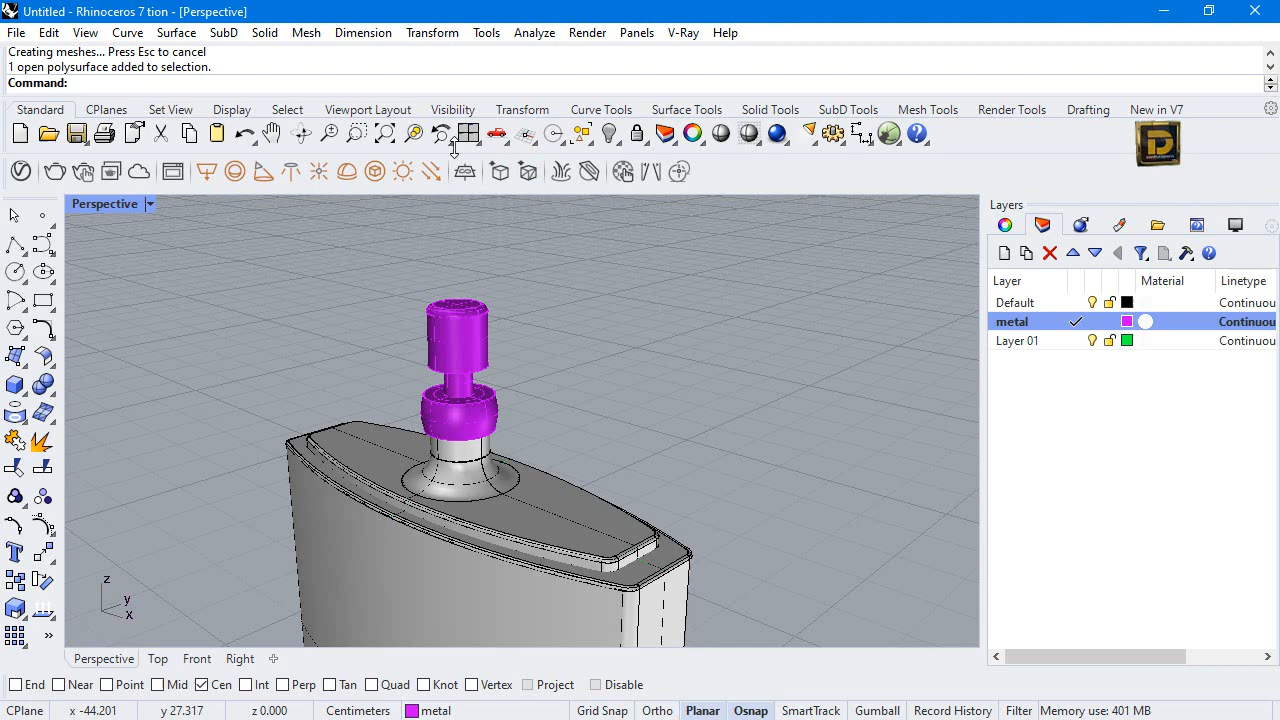 Untitled - Rhinoceros 7 tion - [Perspective]
File Edit View Curve Surface SubD Solid Mesh Dimension Transform Tools Analyze Render Panels V-Ray Help
Creating meshes... Press Esc to cancel
1 open polysurface added to selection.
Command:
Standard CPlanes Set View Display Select Viewport Layout Visibility Transform Curve Tools Surface Tools Solid Tools SubD Tools Mesh Tools Render Tools Drafting New in V7
Perspective
Layers
Layer Material Linetype
Default Continuou
metal Continuou
Layer 01 Continuou
z
y
x
Perspective Top Front Right
End Near Point Mid Cen Int Perp Tan Quad Knot Vertex Project Disable
CPlane x -44.201 y 27.317 z 0.000 Centimeters metal Grid Snap Ortho Planar Osnap SmartTrack Gumball Record History Filter Memory use: 401 MB